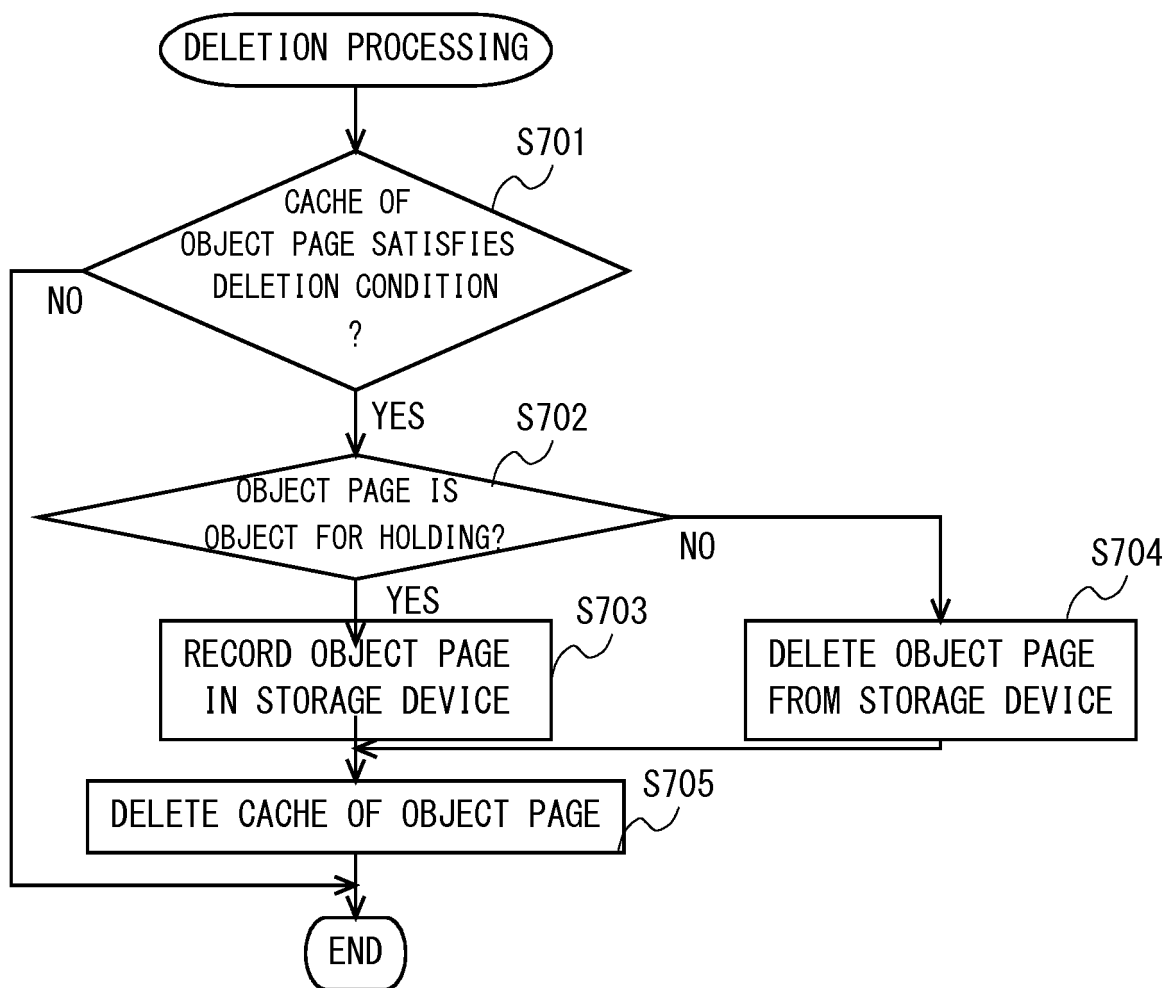 DELETION PROCESSING
S701
CACHE OF
OBJECT PAGE SATISFIES
DELETION CONDITION
?
NO
YES
S702
OBJECT PAGE IS
OBJECT FOR HOLDING?
NO
YES
S703
S704
RECORD OBJECT PAGE
IN STORAGE DEVICE
DELETE OBJECT PAGE
FROM STORAGE DEVICE
S705
DELETE CACHE OF OBJECT PAGE
END